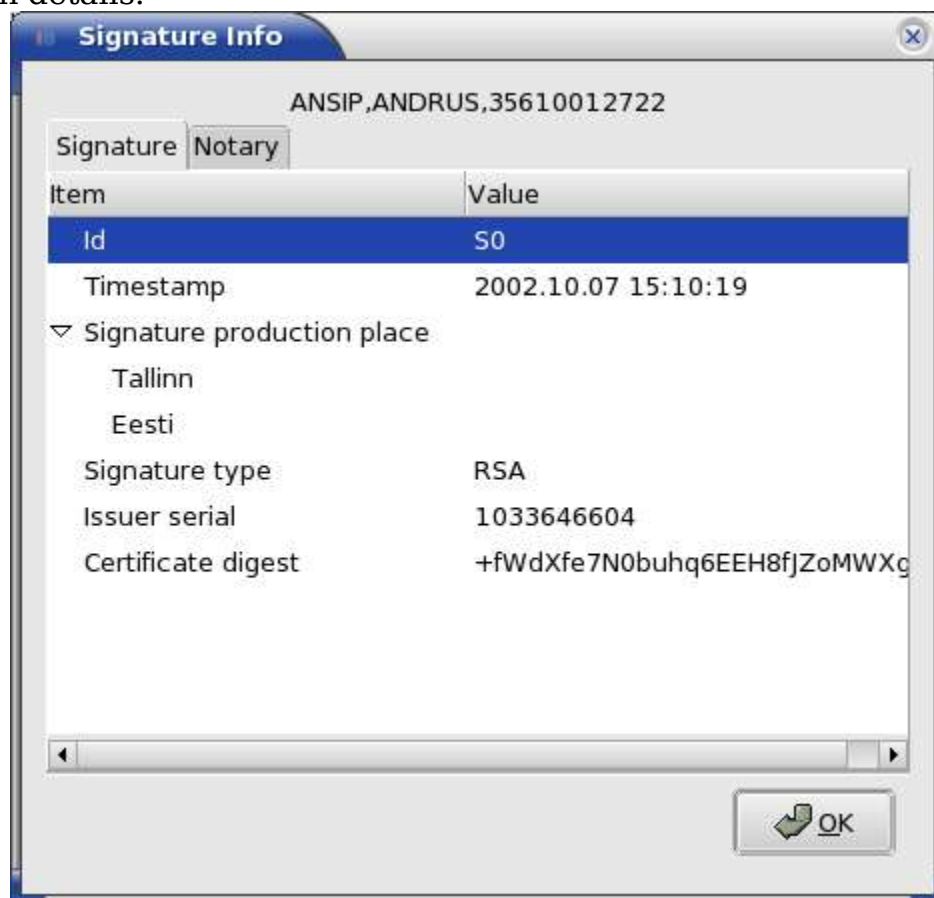 details:
Signature Info
ANSIP,ANDRUS,35610012722
Signature Notary
Item Value
Id S0
Timestamp 2002.10.07 15:10:19
Signature production place
Tallinn
Eesti
Signature type RSA
Issuer serial 1033646604
Certificate digest +fWdXfe7N0buhq6EEH8fJZoMWXg
OK